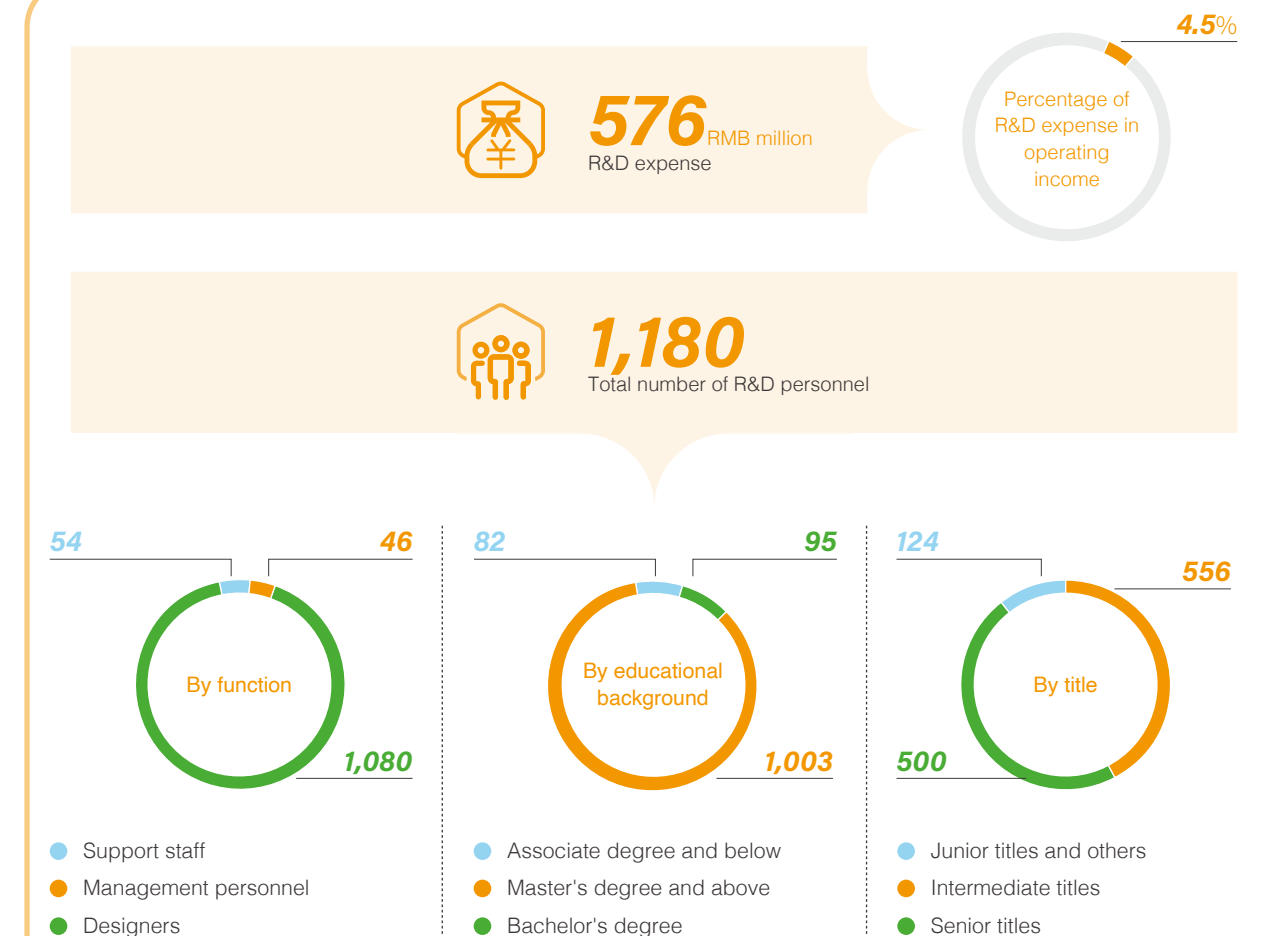 4.5%
576 RMB million
R&D expense
Percentage of
R&D expense in
operating
income
1,180
Total number of R&D personnel
54
46
By function
1,080
Support staff
Management personnel
Designers
82
95
By educational
background
1,003
Associate degree and below
Master's degree and above
Bachelor's degree
124
556
By title
500
Junior titles and others
Intermediate titles
Senior titles